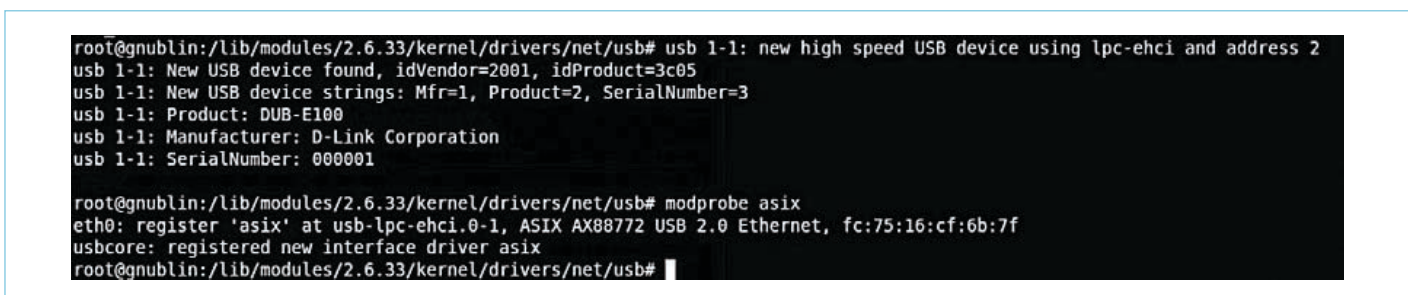 root@gnublin:/lib/modules/2.6.33/kernel/drivers/net/usb# usb 1-1: new high speed USB device using lpc-ehci and address 2
usb 1-1: New USB device found, idVendor=2001, idProduct=3c05
usb 1-1: New USB device strings: Mfr=1, Product=2, SerialNumber=3
usb 1-1: Product: DUB-E100
usb 1-1: Manufacturer: D-Link Corporation
usb 1-1: SerialNumber: 000001
root@gnublin:/lib/modules/2.6.33/kernel/drivers/net/usb# modprobe asix
eth0: register 'asix' at usb-lpc-ehci.0-1, ASIX AX88772 USB 2.0 Ethernet, fc:75:16:cf:6b:7f
usbcore: registered new interface driver asix
root@gnublin:/lib/modules/2.6.33/kernel/drivers/net/usb#